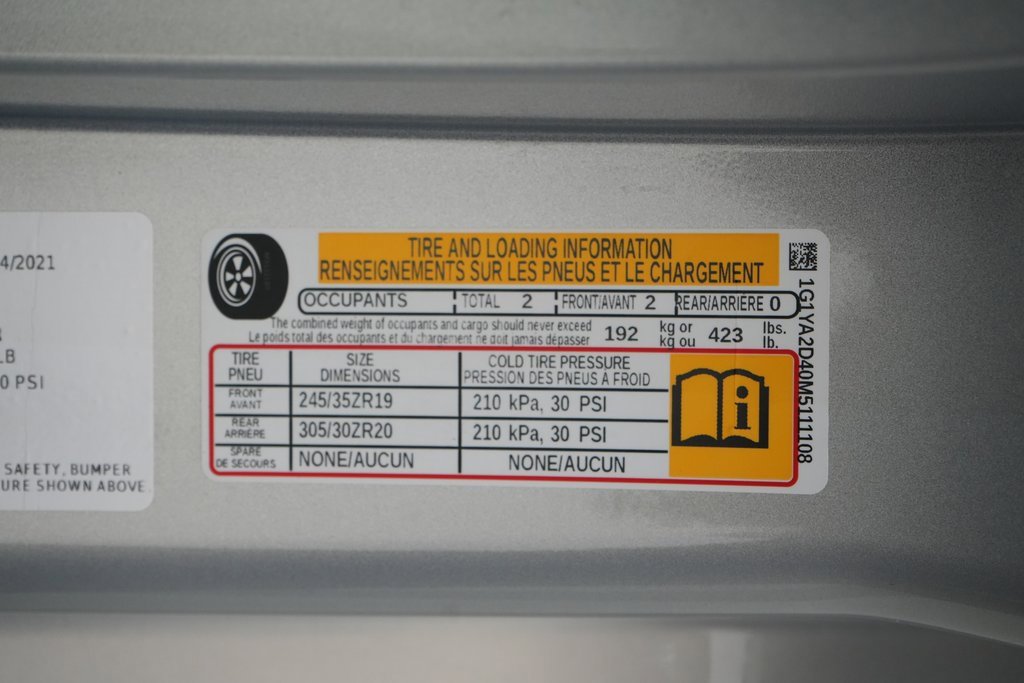 4/2021
LB
0 PSI
SAFETY, BUMPER
URE SHOWN ABOVE
TIRE AND LOADING INFORMATION
RENSEIGNEMENTS SUR LES PNEUS ET LE CHARGEMENT
OCCUPANTS TOTAL 2 FRONT/AVANT 2 REAR/ARRIÈRE 0
The combined weight of occupants and cargo should never exceed 192 kg or 423 lbs.
Le poids total des occupants et du chargement ne doit jamais dépasser kg ou lb.
TIRE SIZE COLD TIRE PRESSURE
PNEU DIMENSIONS PRESSION DES PNEUS A FROID
FRONT
AVANT 245/35ZR19 210 kPa, 30 PSI
REAR
ARRIÈRE 305/30ZR20 210 kPa, 30 PSI
SPARE
DE SECOURS NONE/AUCUN NONE/AUCUN
i
1G1YA2D40M5111108